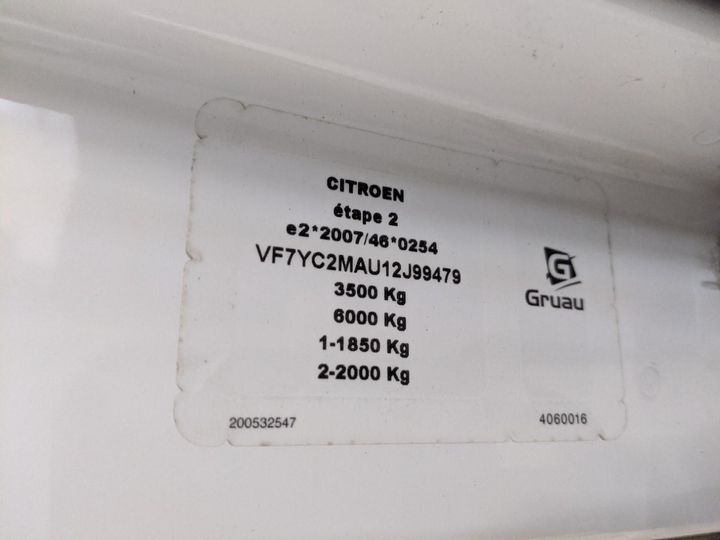 CITROEN
étape 2
e2*2007/46*0254
VF7YC2MAU12J99479
3500 Kg
6000 Kg
1-1850 Kg
2-2000 Kg
G
Gruau
200532547
4060016